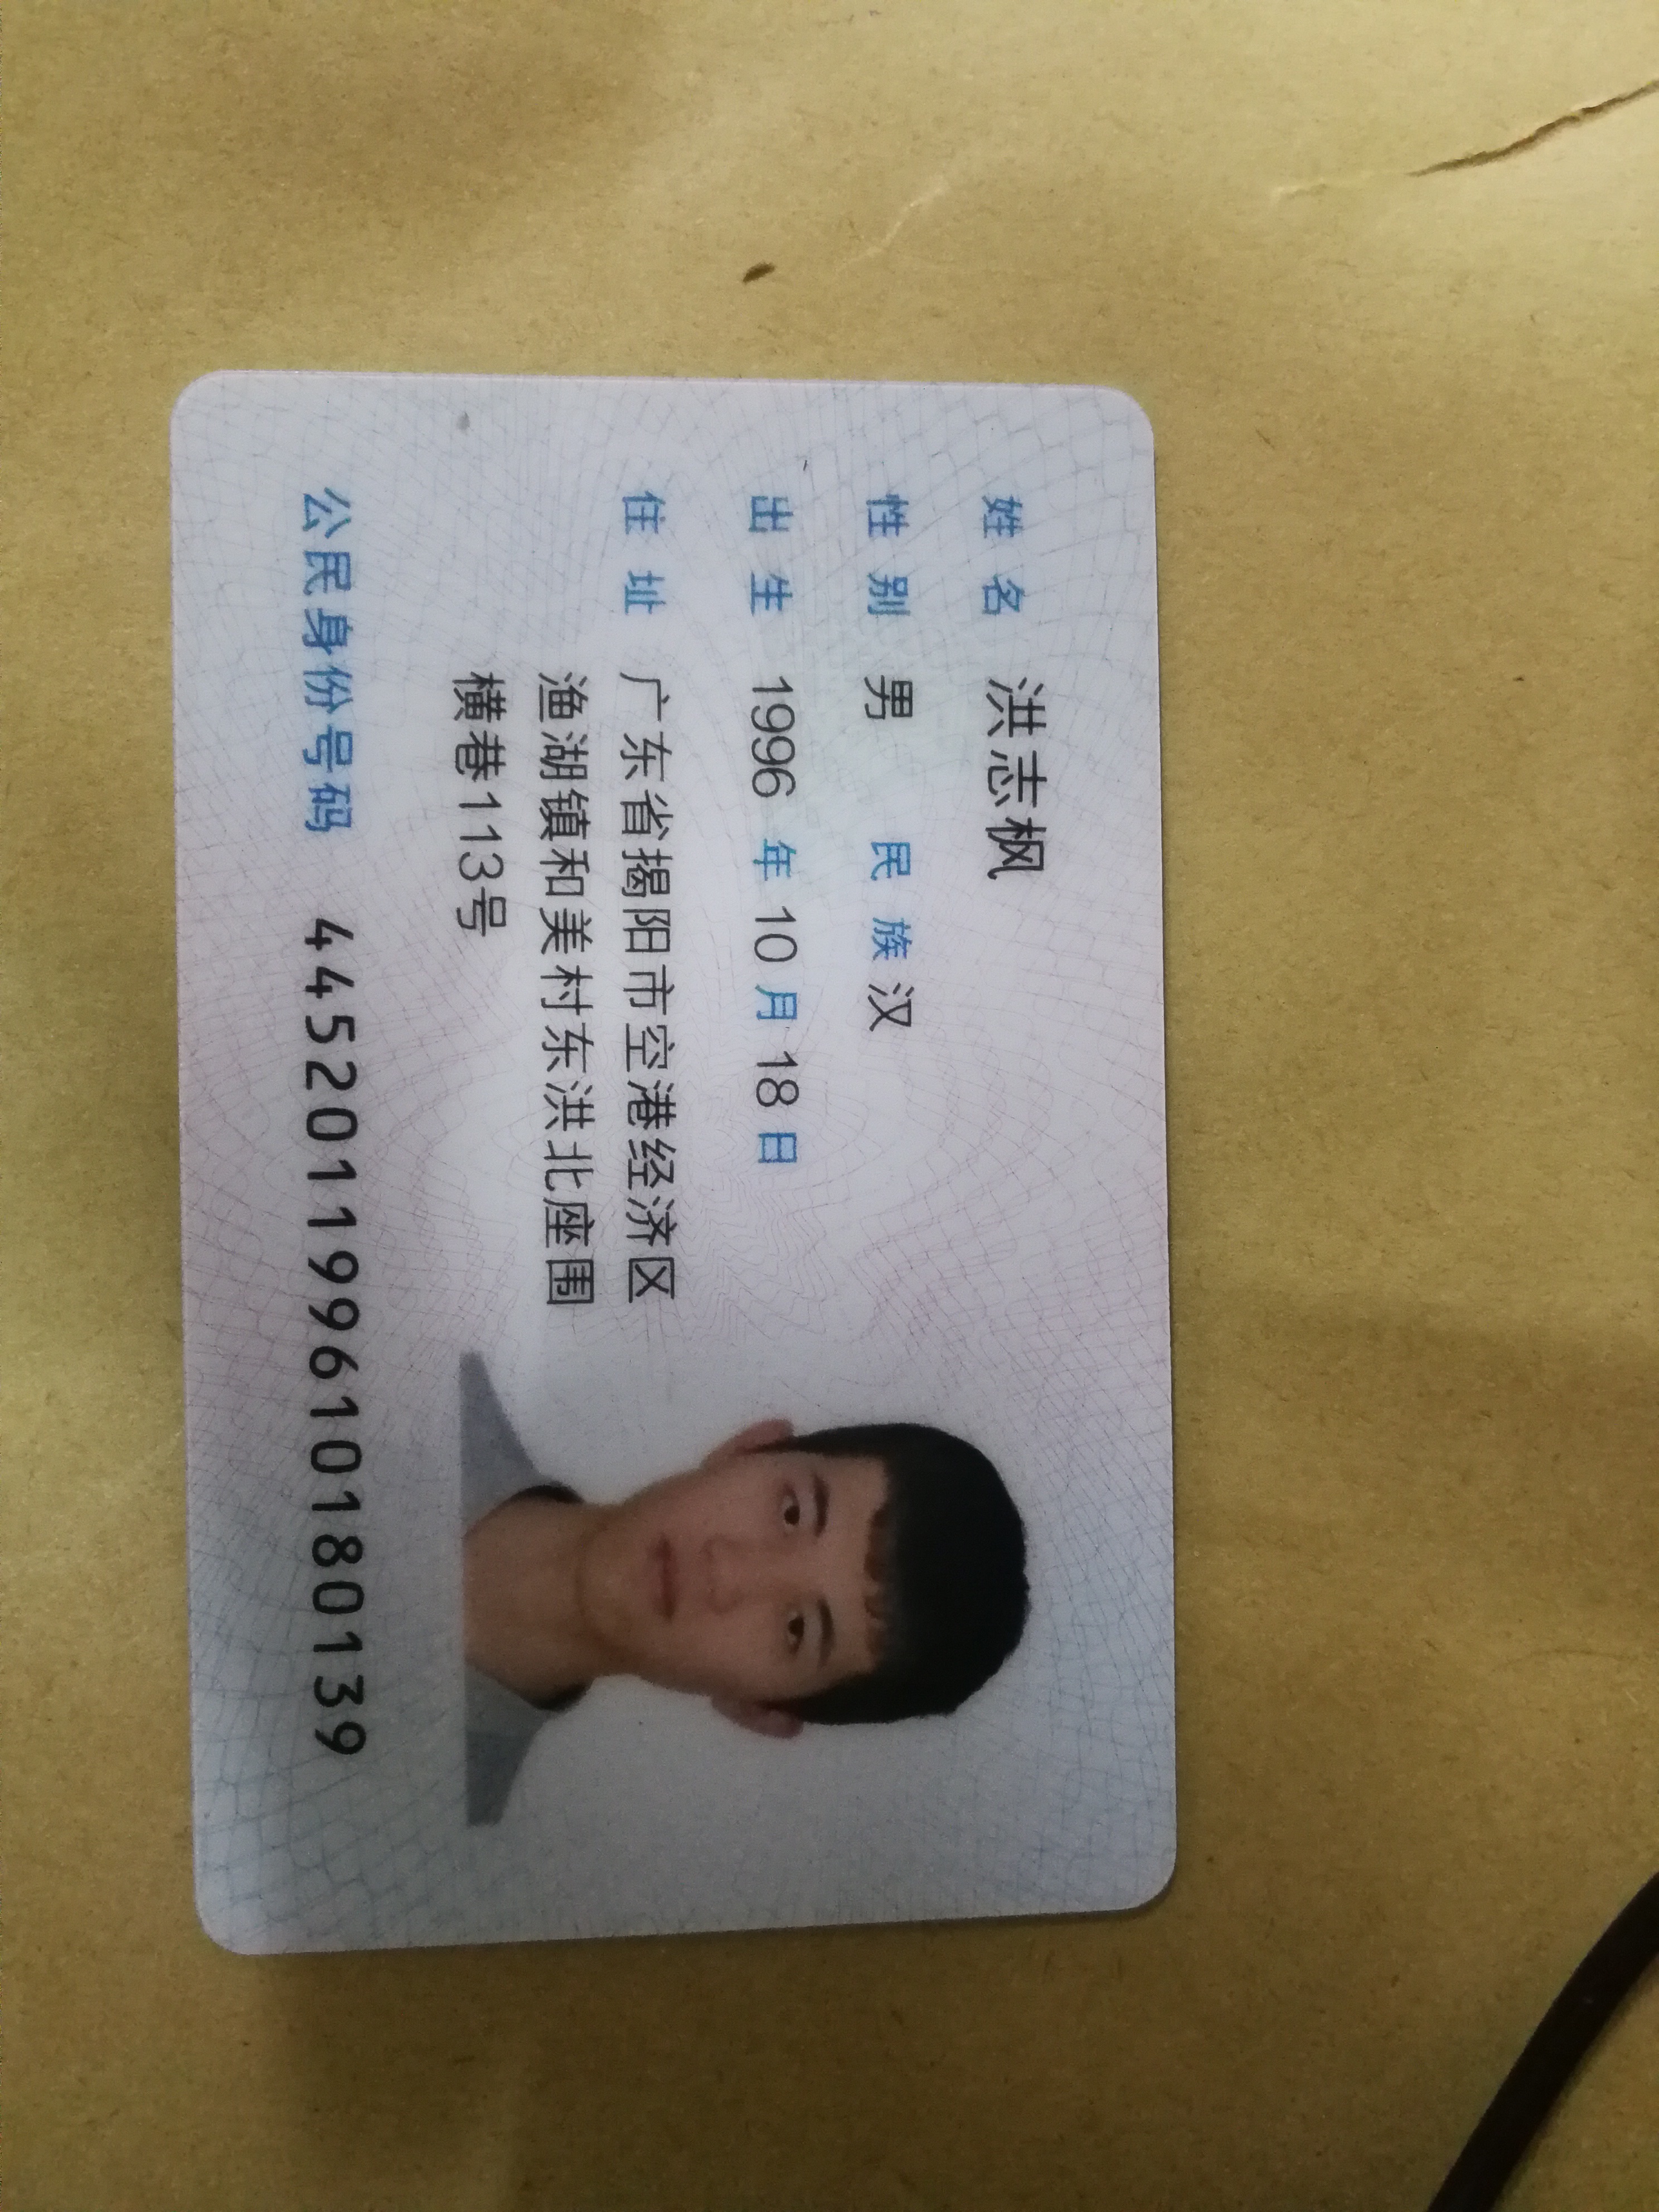 姓名 洪志枫
性别 男 民族 汉
出生 1996 年 10 月 18 日
住址 广东省揭阳市空港经济区
渔湖镇和美村东洪北座围
横巷113号
公民身份号码 445201199610180139